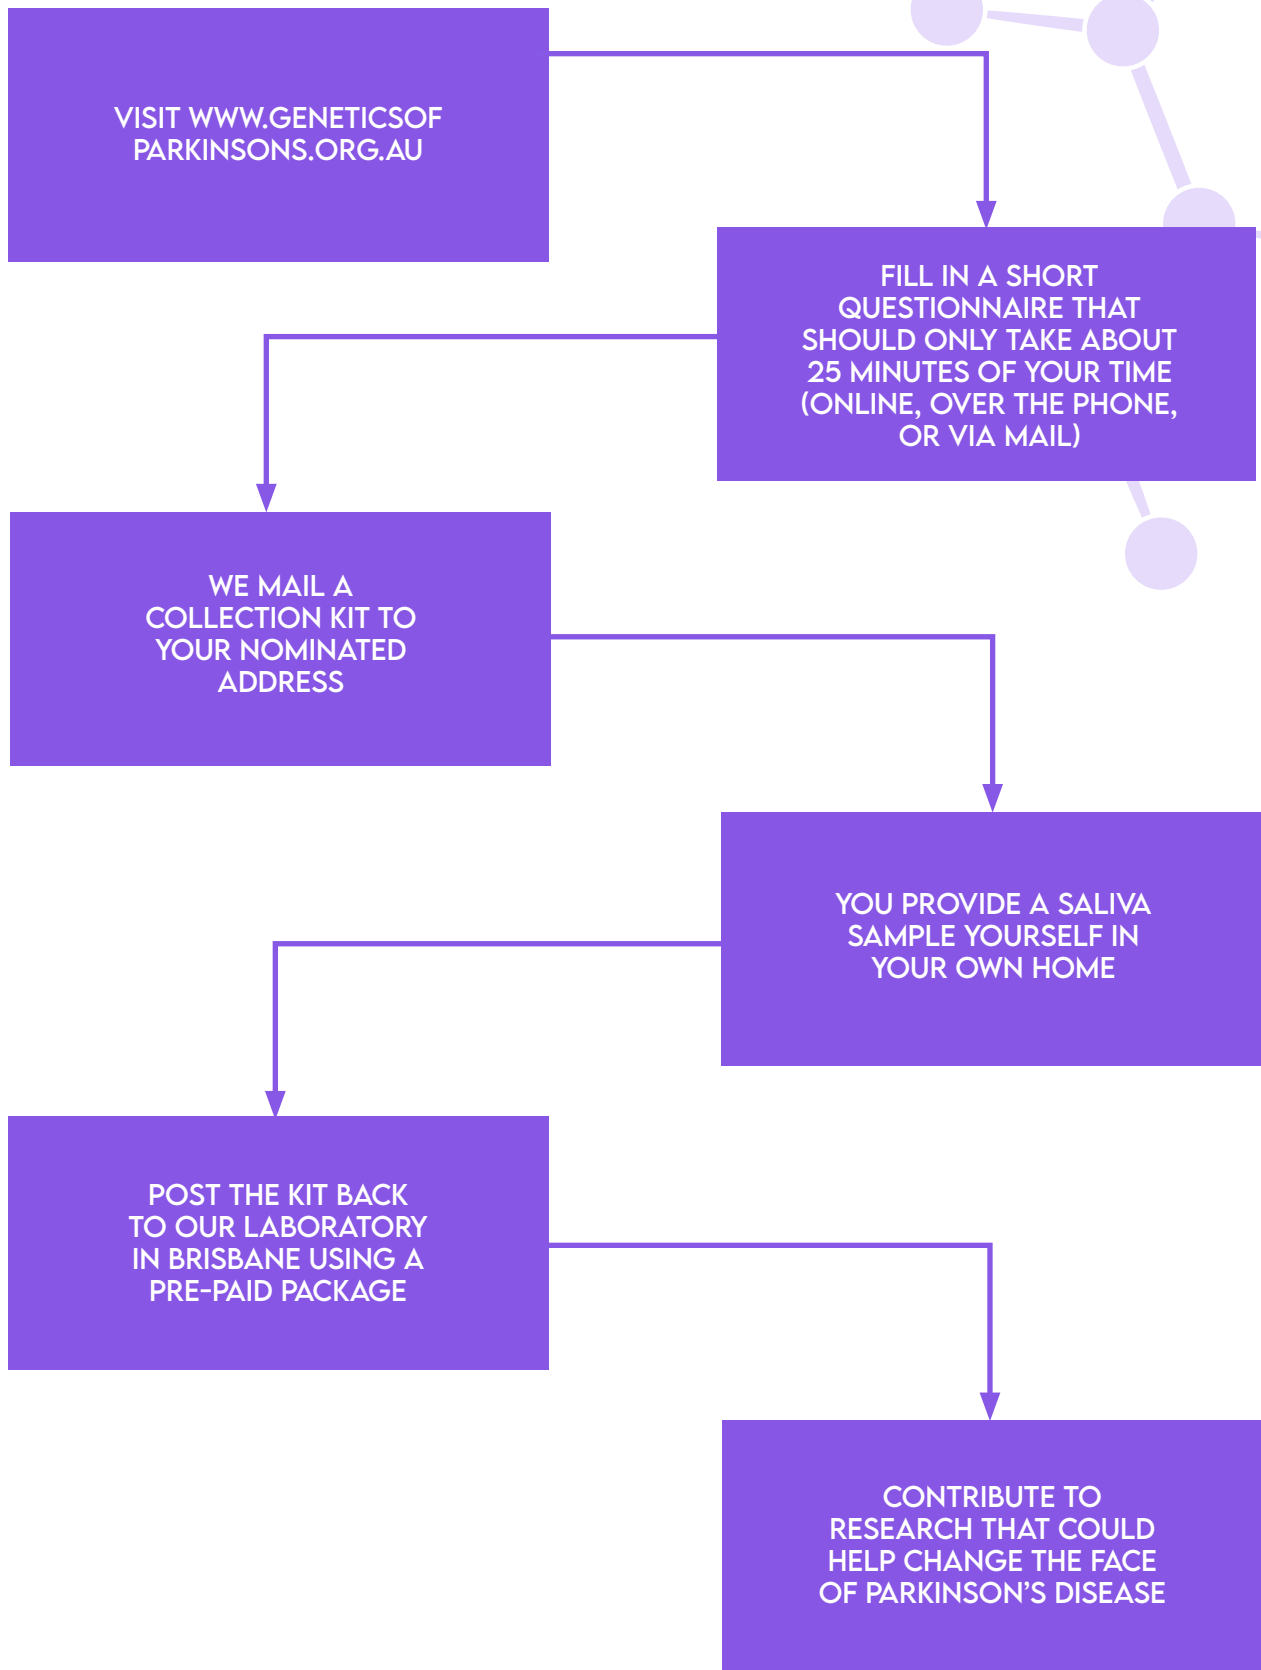 VISIT WWW.GENETICSOF
PARKINSONS.ORG.AU
FILL IN A SHORT
QUESTIONNAIRE THAT
SHOULD ONLY TAKE ABOUT
25 MINUTES OF YOUR TIME
(ONLINE, OVER THE PHONE,
OR VIA MAIL)
WE MAIL A
COLLECTION KIT TO
YOUR NOMINATED
ADDRESS
YOU PROVIDE A SALIVA
SAMPLE YOURSELF IN
YOUR OWN HOME
POST THE KIT BACK
TO OUR LABORATORY
IN BRISBANE USING A
PRE-PAID PACKAGE
CONTRIBUTE TO
RESEARCH THAT COULD
HELP CHANGE THE FACE
OF PARKINSON’S DISEASE